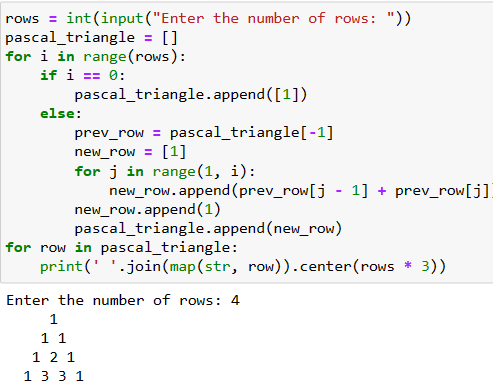 rows = int(input("Enter the number of rows: "))
pascal_triangle = []
for i in range(rows):
    if i == 0:
        pascal_triangle.append([1])
    else:
        prev_row = pascal_triangle[-1]
        new_row = [1]
        for j in range(1, i):
            new_row.append(prev_row[j - 1] + prev_row[j]
        new_row.append(1)
        pascal_triangle.append(new_row)
for row in pascal_triangle:
    print(' '.join(map(str, row)).center(rows * 3))
Enter the number of rows: 4
     1
    1 1
   1 2 1
  1 3 3 1